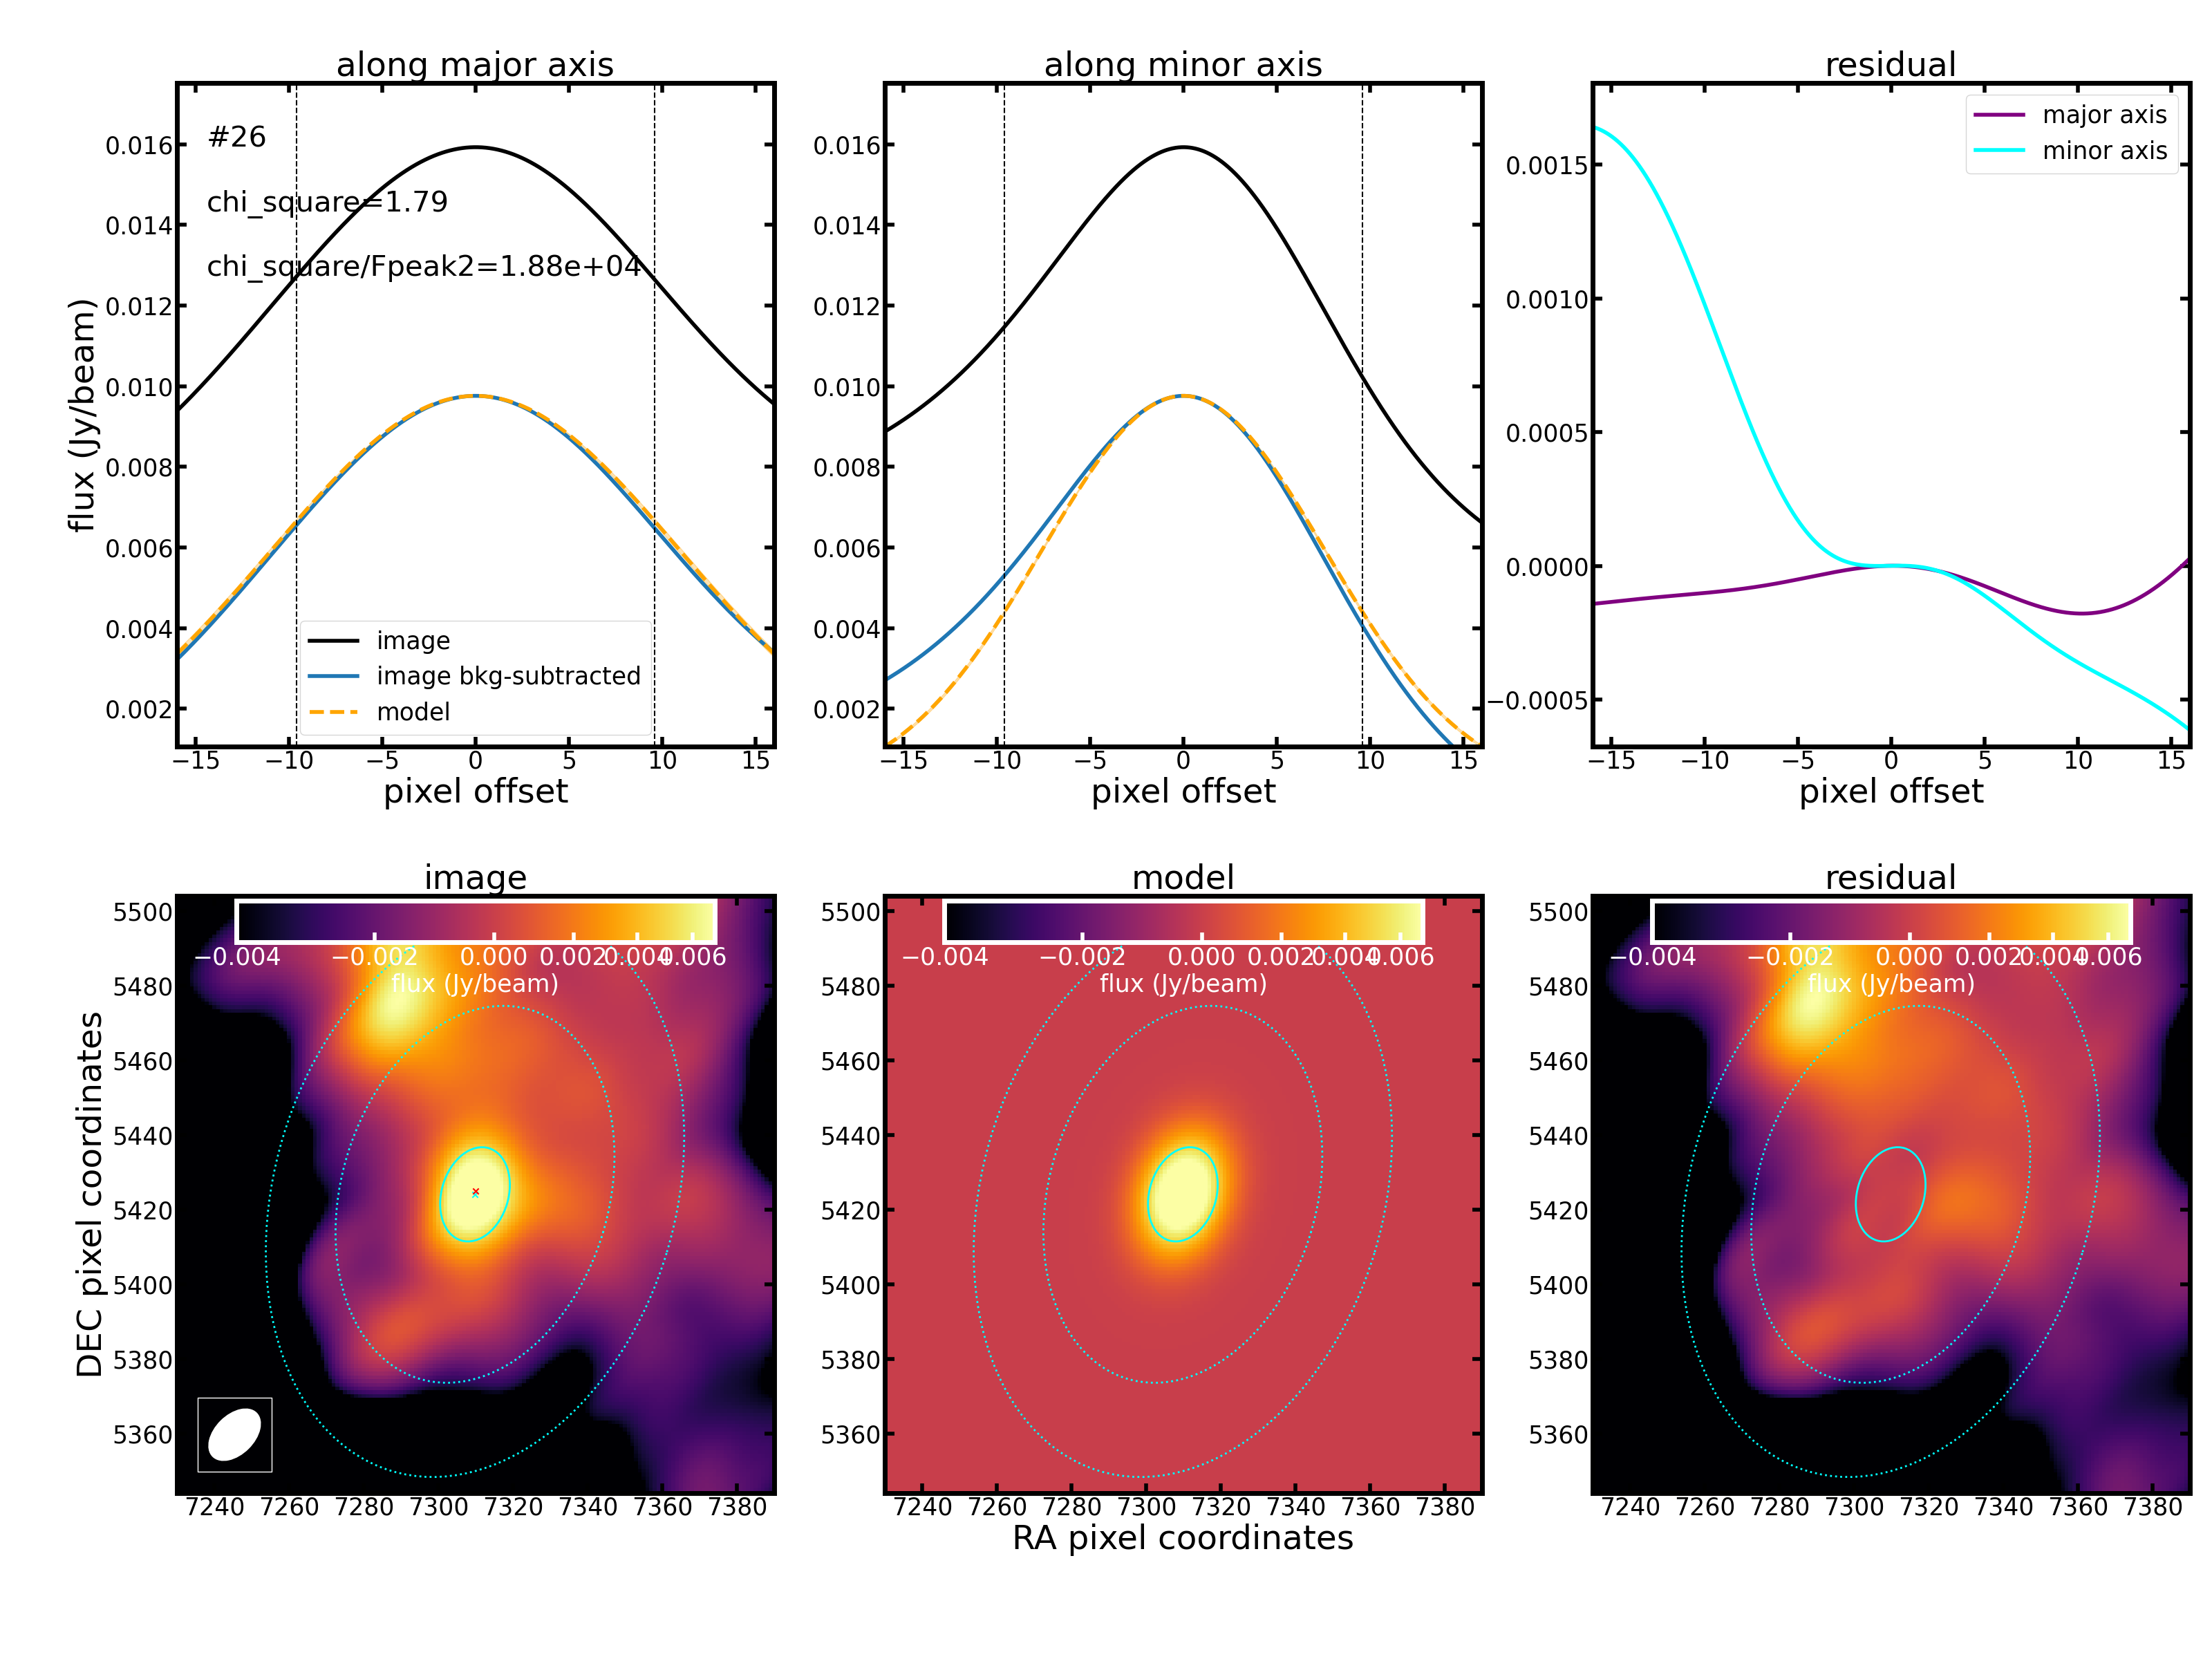 along major axis
along minor axis
residual
#26
chi_square=1.79
chi_square/Fpeak2=1.88e+04
flux (Jy/beam)
0.016
0.014
0.012
0.010
0.008
0.006
0.004
0.002
image
image bkg-subtracted
model
−15 −10 −5 0 5 10 15
pixel offset
0.016
0.014
0.012
0.010
0.008
0.006
0.004
0.002
−15 −10 −5 0 5 10 15
pixel offset
major axis
minor axis
0.0015
0.0010
0.0005
0.0000
−0.0005
−15 −10 −5 0 5 10 15
pixel offset
image
model
residual
−0.004 −0.002 0.000 0.002 0.004 0.006
flux (Jy/beam)
DEC pixel coordinates
5500
5480
5460
5440
5420
5400
5380
5360
7240 7260 7280 7300 7320 7340 7360 7380
−0.004 −0.002 0.000 0.002 0.004 0.006
flux (Jy/beam)
5500
5480
5460
5440
5420
5400
5380
5360
7240 7260 7280 7300 7320 7340 7360 7380
RA pixel coordinates
−0.004 −0.002 0.000 0.002 0.004 0.006
flux (Jy/beam)
5500
5480
5460
5440
5420
5400
5380
5360
7240 7260 7280 7300 7320 7340 7360 7380